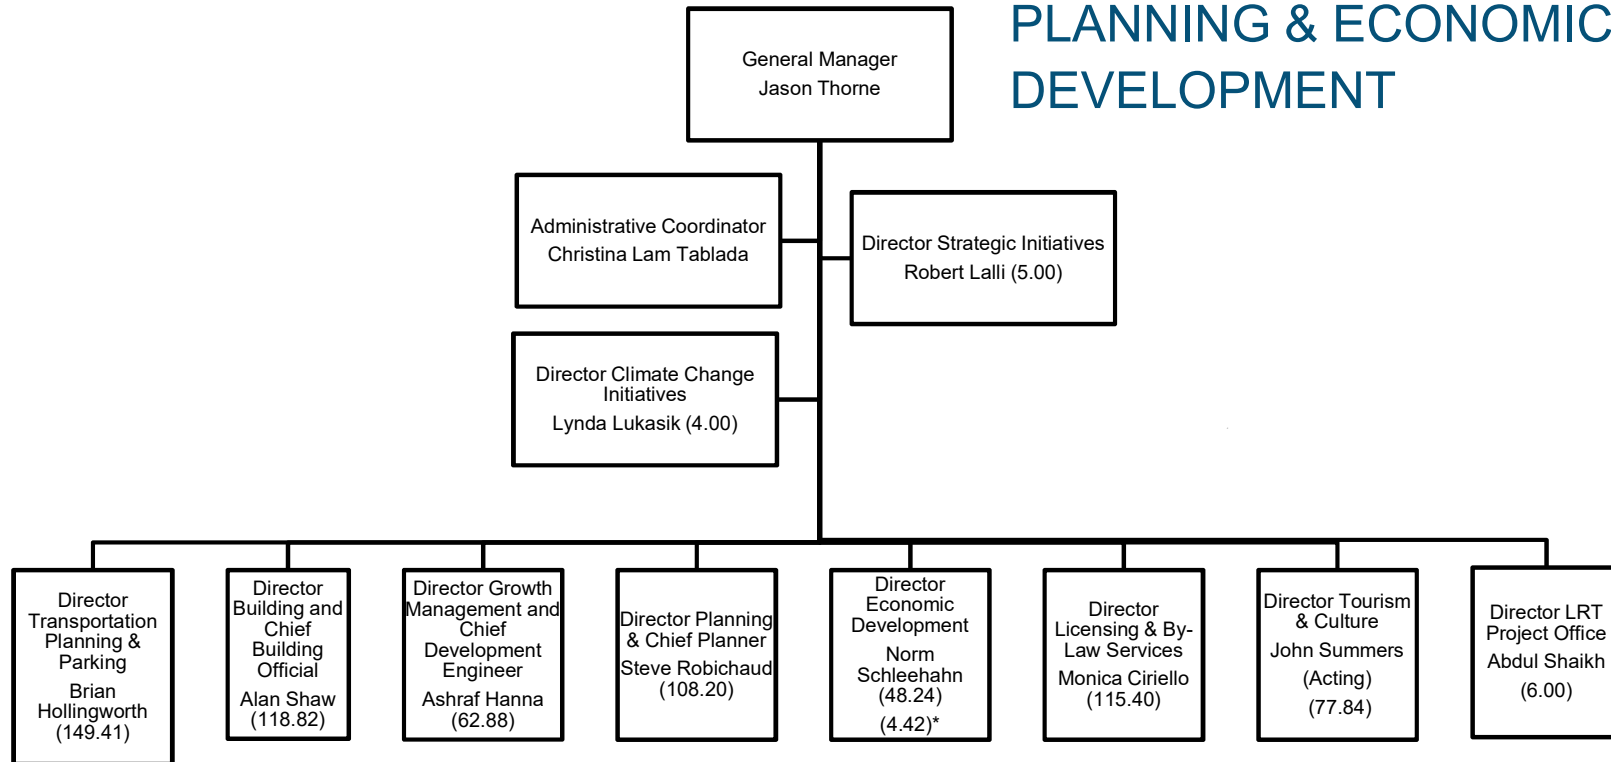 PLANNING & ECONOMIC
DEVELOPMENT
General Manager
Jason Thorne
Administrative Coordinator
Christina Lam Tablada
Director Strategic Initiatives
Robert Lalli (5.00)
Director Climate Change
Initiatives
Lynda Lukasik (4.00)
Director
Transportation
Planning &
Parking
Brian
Hollingworth
(149.41)
Director
Building and
Chief
Building
Official
Alan Shaw
(118.82)
Director Growth
Management and
Chief
Development
Engineer
Ashraf Hanna
(62.88)
Director Planning
& Chief Planner
Steve Robichaud
(108.20)
Director
Economic
Development
Norm
Schleehahn
(48.24)
(4.42)*
Director
Licensing & By-
Law Services
Monica Ciriello
(115.40)
Director Tourism
& Culture
John Summers
(Acting)
(77.84)
Director LRT
Project Office
Abdul Shaikh
(6.00)